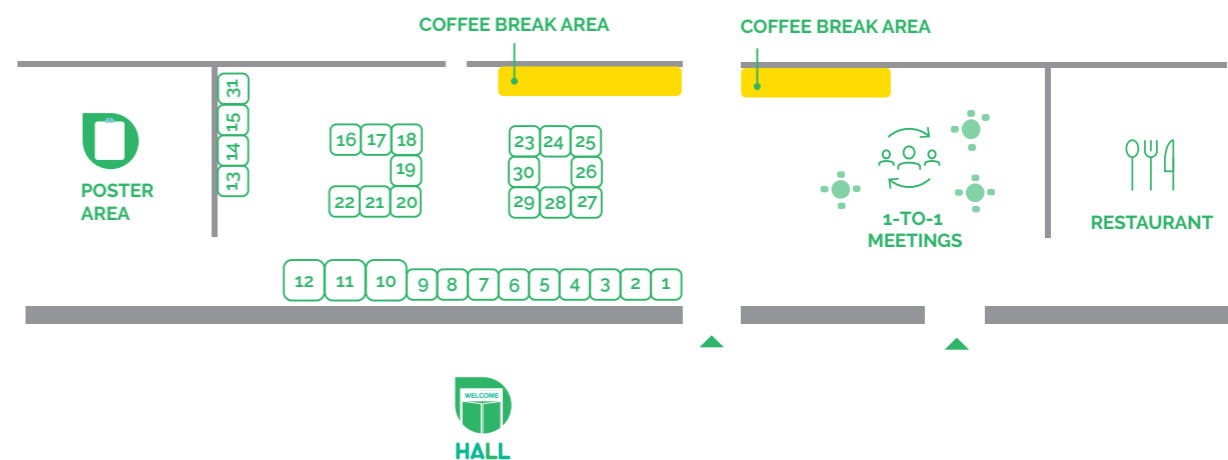 COFFEE BREAK AREA
COFFEE BREAK AREA
31
15
14
13
16 17 18
19
22 21 20
23 24 25
30 26
29 28 27
POSTER
AREA
1-TO-1
MEETINGS
RESTAURANT
12 11 10 9 8 7 6 5 4 3 2 1
WELCOME
HALL